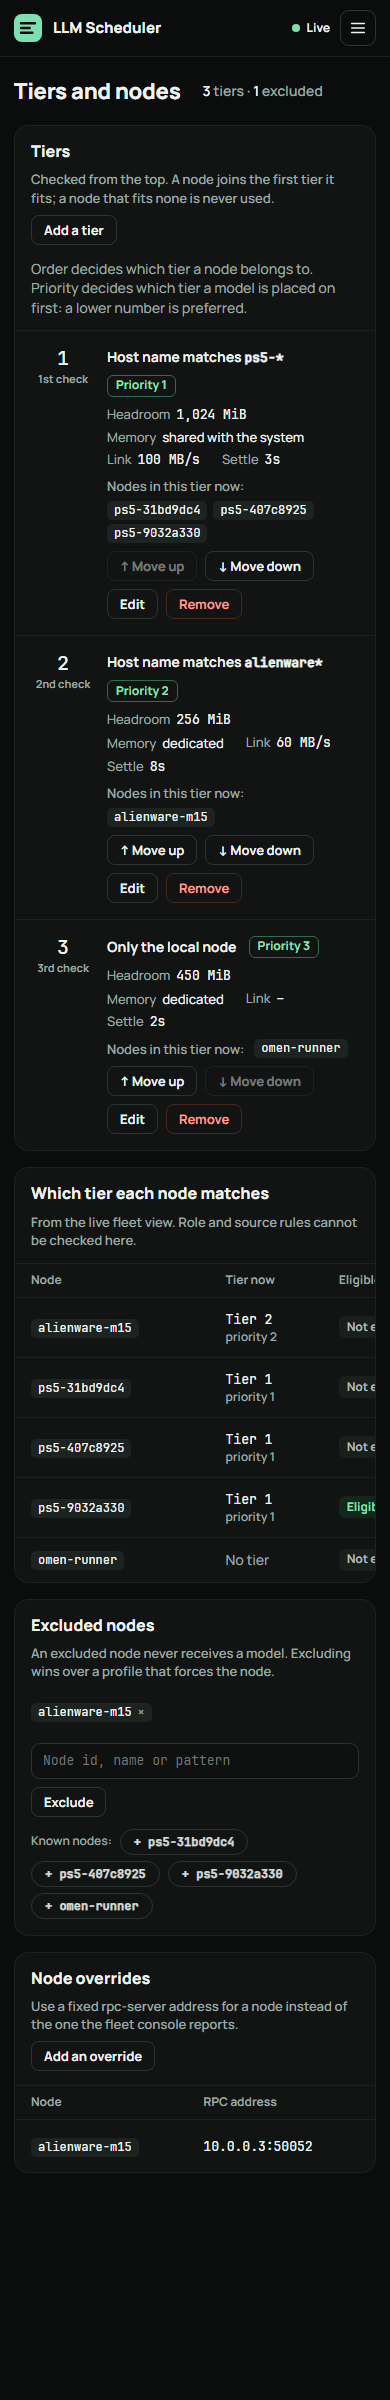 LLM Scheduler
Live
Tiers and nodes
3 tiers · 1 excluded
Tiers
Checked from the top. A node joins the first tier it
fits; a node that fits none is never used.
Add a tier
Order decides which tier a node belongs to.
Priority decides which tier a model is placed on
first: a lower number is preferred.
1
1st check
Host name matches ps5-*
Priority 1
Headroom 1,024 MiB
Memory shared with the system
Link 100 MB/s Settle 3s
Nodes in this tier now:
ps5-31bd9dc4 ps5-407c8925
ps5-9032a330
↑ Move up ↓ Move down
Edit Remove
2
2nd check
Host name matches alienware*
Priority 2
Headroom 256 MiB
Memory dedicated Link 60 MB/s
Settle 8s
Nodes in this tier now:
alienware-m15
↑ Move up ↓ Move down
Edit Remove
3
3rd check
Only the local node Priority 3
Headroom 450 MiB
Memory dedicated Link –
Settle 2s
Nodes in this tier now: omen-runner
↑ Move up ↓ Move down
Edit Remove
Which tier each node matches
From the live fleet view. Role and source rules cannot
be checked here.
Node Tier now Eligibl
alienware-m15 Tier 2 Not e
priority 2
ps5-31bd9dc4 Tier 1 Not e
priority 1
ps5-407c8925 Tier 1 Not e
priority 1
ps5-9032a330 Tier 1 Eligib
priority 1
omen-runner No tier Not e
Excluded nodes
An excluded node never receives a model. Excluding
wins over a profile that forces the node.
alienware-m15 ×
Node id, name or pattern
Exclude
Known nodes: + ps5-31bd9dc4
+ ps5-407c8925 + ps5-9032a330
+ omen-runner
Node overrides
Use a fixed rpc-server address for a node instead of
the one the fleet console reports.
Add an override
Node RPC address
alienware-m15 10.0.0.3:50052